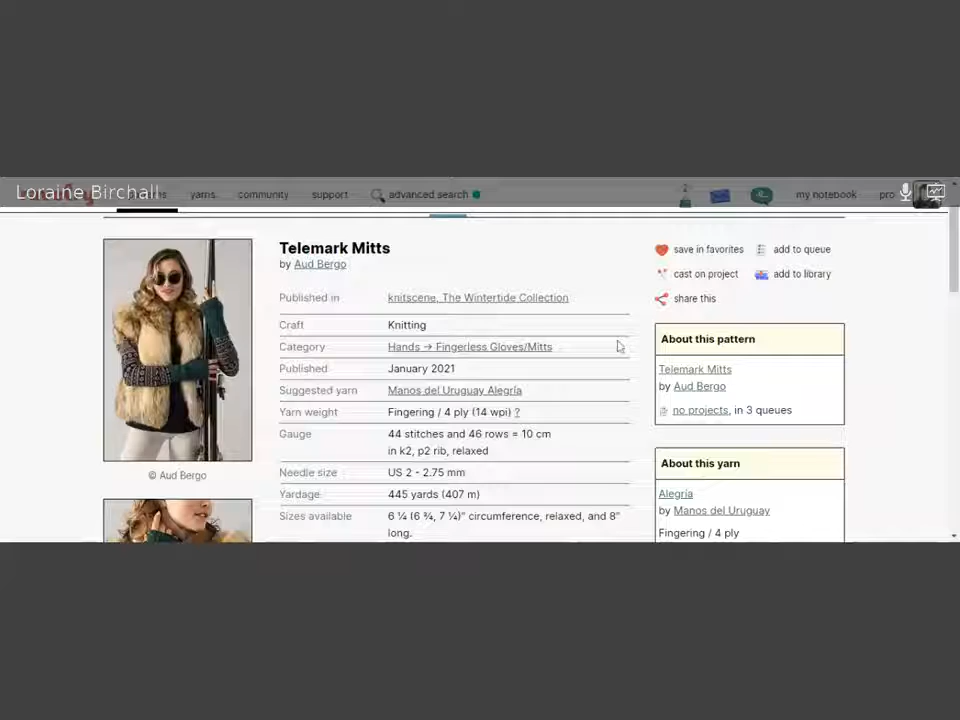 Loraine Birchall
yarns community support advanced search my notebook pro
Telemark Mitts
by Aud Bergo
Published in knitscene, The Wintertide Collection
Craft Knitting
Category Hands → Fingerless Gloves/Mitts
Published January 2021
Suggested yarn Manos del Uruguay Alegría
Yarn weight Fingering / 4 ply (14 wpi) ?
Gauge 44 stitches and 46 rows = 10 cm
in k2, p2 rib, relaxed
Needle size US 2 - 2.75 mm
Yardage 445 yards (407 m)
Sizes available 6 ¼ (6 ¾, 7 ¼)" circumference, relaxed, and 8"
long.
© Aud Bergo
save in favorites add to queue
cast on project add to library
share this
About this pattern
Telemark Mitts
by Aud Bergo
no projects, in 3 queues
About this yarn
Alegría
by Manos del Uruguay
Fingering / 4 ply